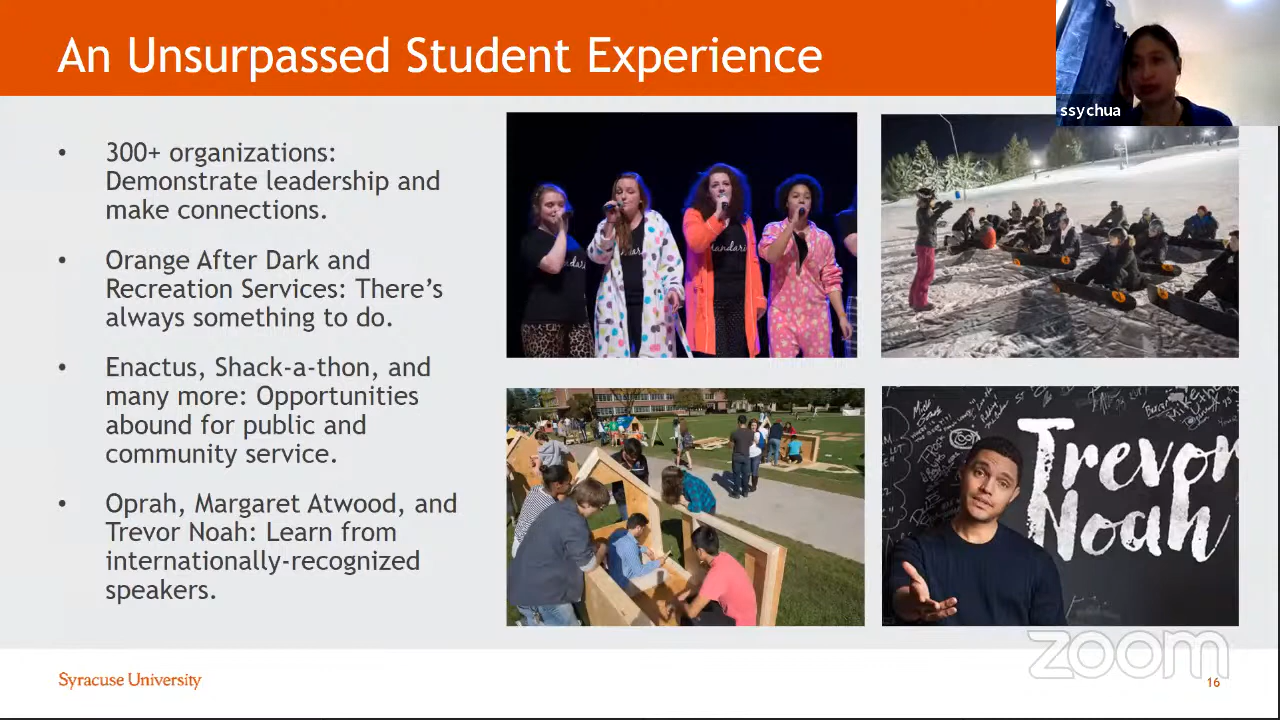 An Unsurpassed Student Experience
ssychua
• 300+ organizations:
Demonstrate leadership and
make connections.
• Orange After Dark and
Recreation Services: There’s
always something to do.
• Enactus, Shack-a-thon, and
many more: Opportunities
abound for public and
community service.
• Oprah, Margaret Atwood, and
Trevor Noah: Learn from
internationally-recognized
speakers.
Trevor
Noah
zoom
Syracuse University
16